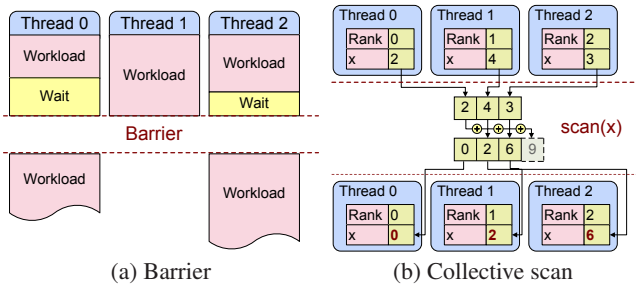 Thread 0 Thread 1 Thread 2
Workload Workload Workload
Wait Wait
Barrier
Workload Workload
(a) Barrier
Thread 0 Thread 1 Thread 2
Rank 0 Rank 1 Rank 2
x 2 x 4 x 3
2 4 3
scan(x)
0 2 6 9
Thread 0 Thread 1 Thread 2
Rank 0 Rank 1 Rank 2
x 0 x 2 x 6
(b) Collective scan